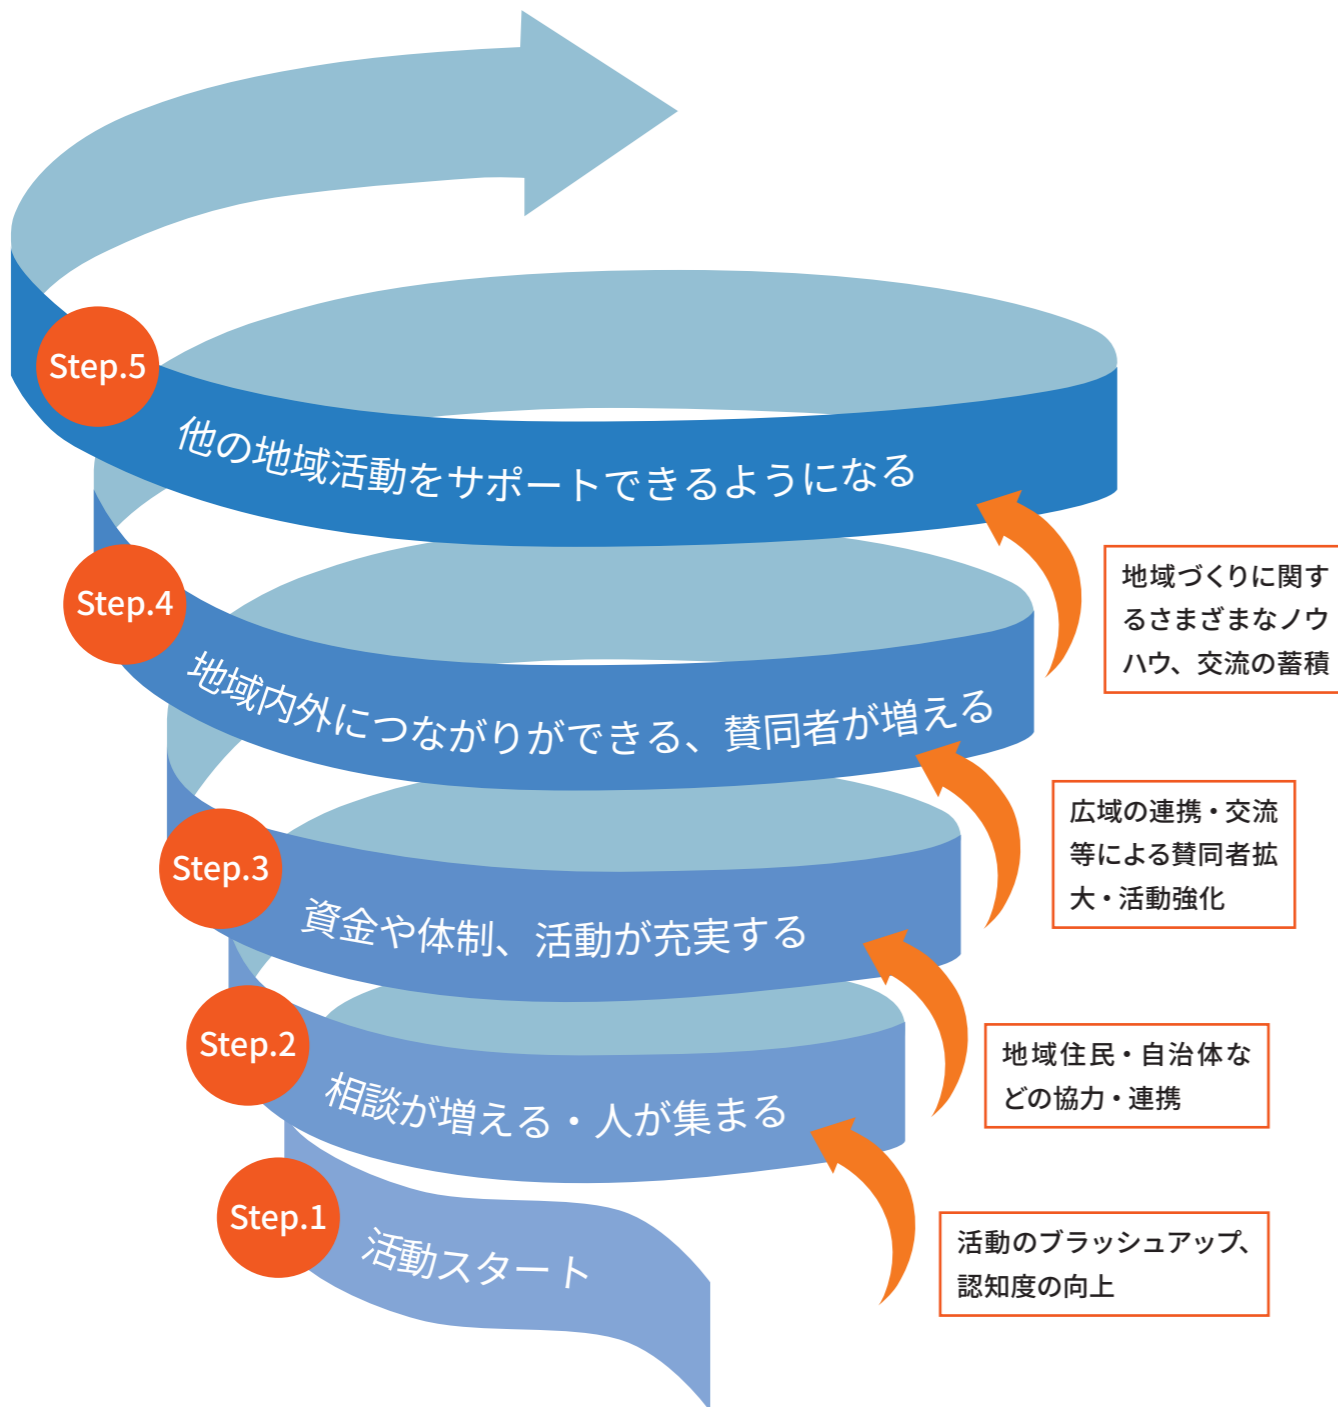 Step.5
他の地域活動をサポートできるようになる
地域づくりに関す
るさまざまなノウ
ハウ、交流の蓄積
Step.4
地域内外につながりができる、賛同者が増える
広域の連携・交流
等による賛同者拡
大・活動強化
Step.3
資金や体制、活動が充実する
地域住民・自治体な
どの協力・連携
Step.2
相談が増える・人が集まる
活動のブラッシュアップ、
認知度の向上
Step.1
活動スタート